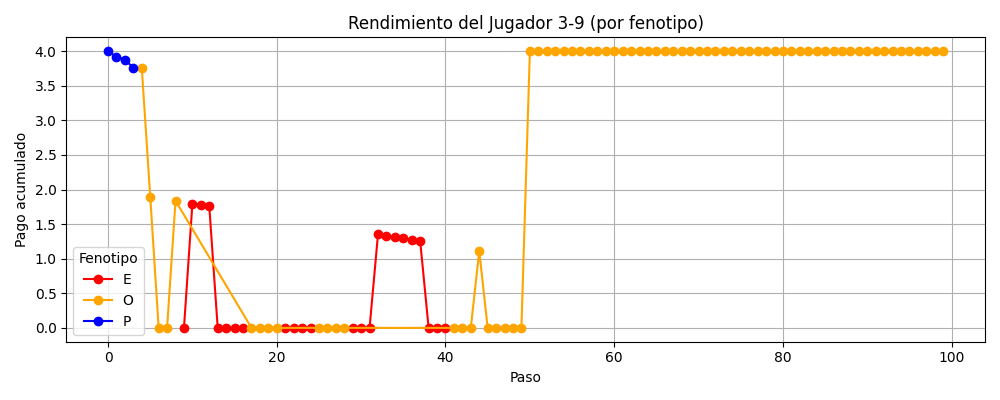 Rendimiento del Jugador 3-9 (por fenotipo)
Pago acumulado
4.0
3.5
3.0
2.5
2.0
1.5
1.0
0.5
0.0
Fenotipo
E
O
P
0 20 40 60 80 100
Paso